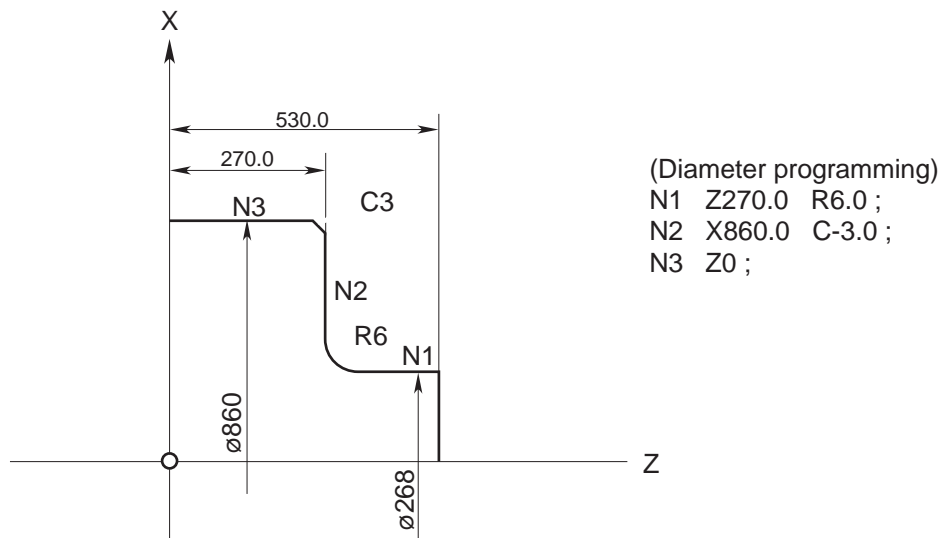 X
530.0
270.0
C3
N3
N2
R6
N1
ø860
ø268
Z
(Diameter programming)
N1 Z270.0 R6.0 ;
N2 X860.0 C-3.0 ;
N3 Z0 ;